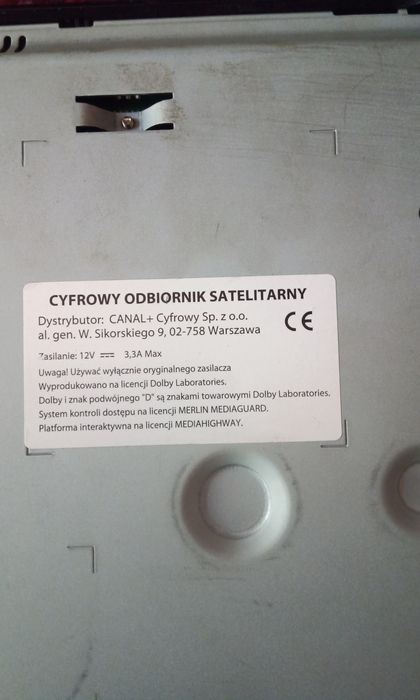 CYFROWY ODBIORNIK SATELITARNY
Dystrybutor: CANAL+ Cyfrowy Sp. z o.o.
al. gen. W. Sikorskiego 9, 02-758 Warszawa
CE
Zasilanie: 12V ⎓ 3,3A Max
Uwaga! Używać wyłącznie oryginalnego zasilacza
Wyprodukowano na licencji Dolby Laboratories.
Dolby i znak podwójnego "D" są znakami towarowymi Dolby Laboratories.
System kontroli dostępu na licencji MERLIN MEDIAGUARD.
Platforma interaktywna na licencji MEDIAHIGHWAY.